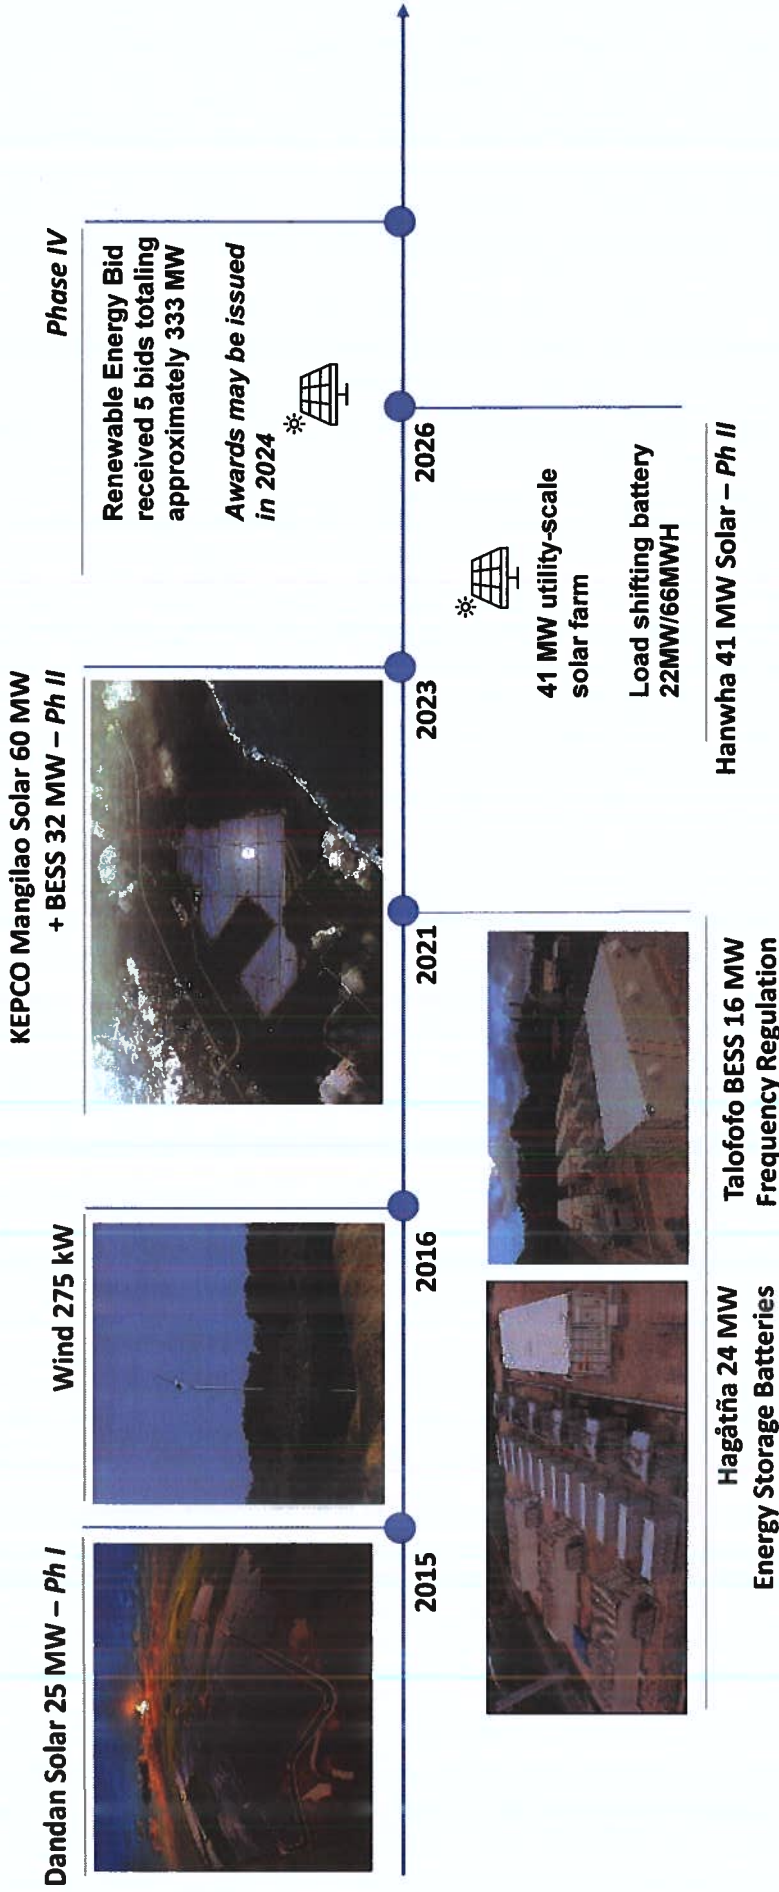 Dandan Solar 25 MW – Ph I
Wind 275 kW
KEPCO Mangilao Solar 60 MW
+ BESS 32 MW – Ph II
Phase IV
Renewable Energy Bid
received 5 bids totaling
approximately 333 MW
Awards may be issued
in 2024
2015
2016
2021
2023
2026
Hagåtña 24 MW
Energy Storage Batteries
Talofofo BESS 16 MW
Frequency Regulation
41 MW utility-scale
solar farm
Load shifting battery
22MW/66MWH
Hanwha 41 MW Solar – Ph II